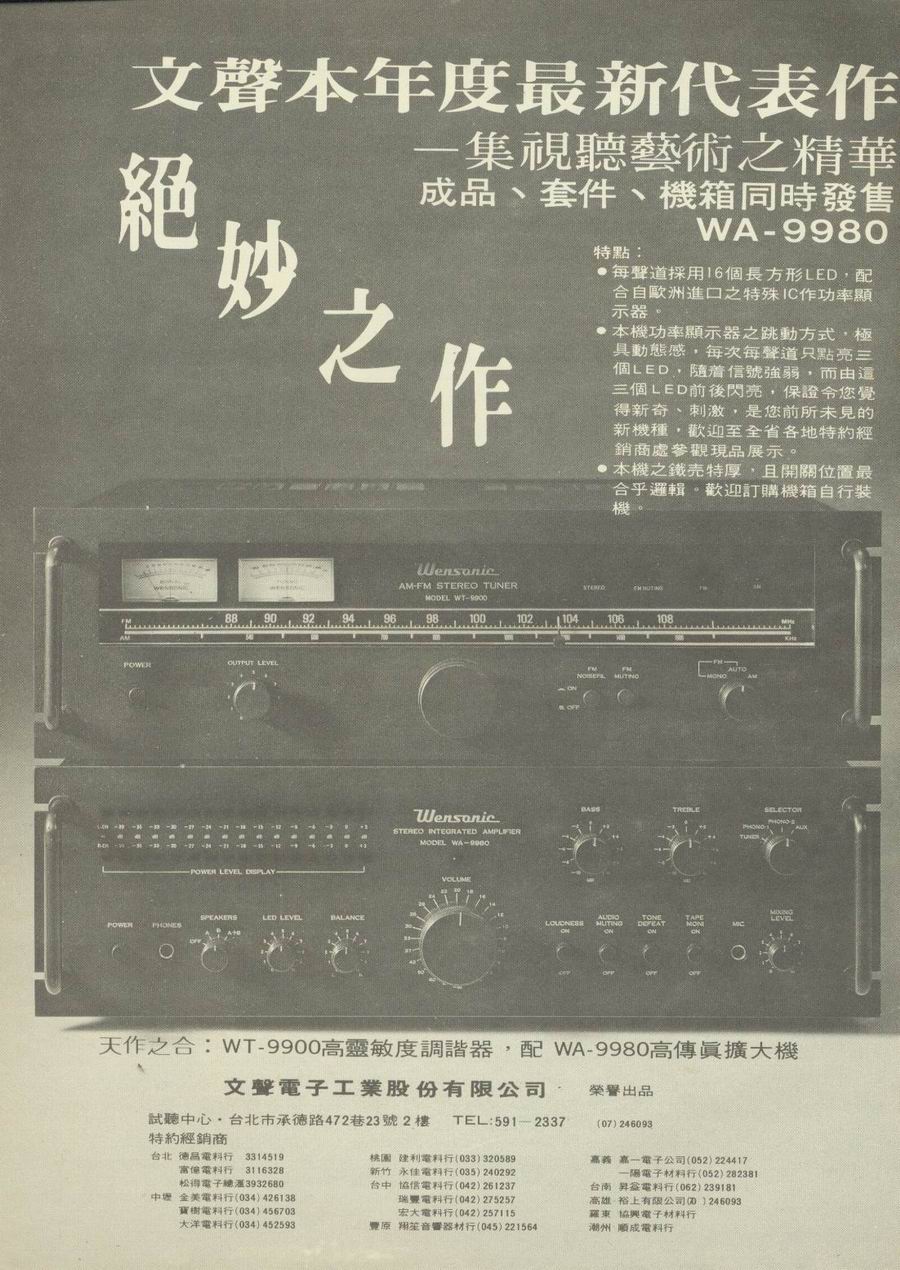 文聲本年度最新代表作
—集視聽藝術之精華
絕妙之作
成品、套件、機箱同時發售
WA-9980
特點：
●每聲道採用16個長方形LED，配
合自歐洲進口之特殊IC作功率顯
示器。
●本機功率顯示器之跳動方式，極
具動態感，每次每聲道只點亮三
個LED，隨着信號強弱，而由這
三個LED前後閃亮，保證令您覺
得新奇、刺激，是您前所未見的
新機種，歡迎至全省各地特約經
銷商處參觀現品展示。
●本機之鐵壳特厚，且開關位置最
合乎邏輯。歡迎訂購機箱自行裝
機。
Wensonic
AM-FM STEREO TUNER
MODEL WT-9900
STEREO FM MUTING FM AM
FM 88 90 92 94 96 98 100 102 104 106 108 MHz
AM KHz
POWER OUTPUT LEVEL
FM NOISEFIL FM MUTING
ON
OFF
FM
MONO AUTO AM
Wensonic
STEREO INTEGRATED AMPLIFIER
MODEL WA-9980
POWER LEVEL DISPLAY
BASS TREBLE SELECTOR
TUNER PHONO-1 PHONO-2 AUX
VOLUME
POWER PHONES SPEAKERS LED LEVEL BALANCE
OFF A B A+B
LOUDNESS AUDIO MUTING TONE DEFEAT TAPE MONI MIC MIXING LEVEL
ON ON ON ON
OFF OFF OFF OFF
天作之合：WT-9900高靈敏度調諧器，配 WA-9980高傳眞擴大機
文聲電子工業股份有限公司 榮譽出品
試聽中心・台北市承德路472巷23號2樓 TEL:591—2337 (07)246093
特約經銷商
台北 德昌電料行 3314519
富億電料行 3116328
松得電子總滙3932680
中壢 金美電料行(034)426138
寶樹電料行(034)456703
大洋電料行(034)452593
桃園 建利電料行(033)320589
新竹 永佳電料行(035)240292
台中 協信電料行(042)261237
瑞豐電料行(042)275257
宏大電料行(042)257115
豐原 翔笙音響器材行(045)221564
嘉義 嘉一電子公司(052)224417
一陽電子材料行(052)282381
台南 昇益電料行(062)239181
高雄 裕上有限公司(07)246093
羅東 協興電子材料行
潮州 順成電料行